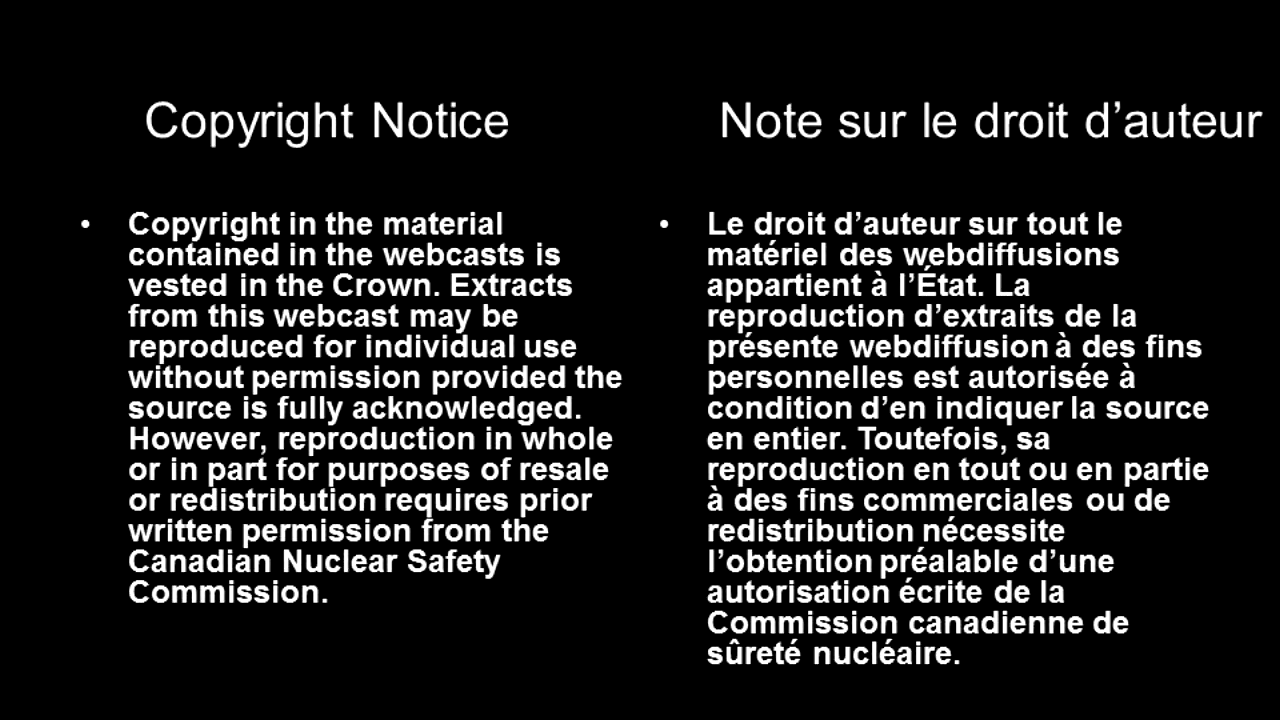 Copyright Notice
• Copyright in the material
contained in the webcasts is
vested in the Crown. Extracts
from this webcast may be
reproduced for individual use
without permission provided the
source is fully acknowledged.
However, reproduction in whole
or in part for purposes of resale
or redistribution requires prior
written permission from the
Canadian Nuclear Safety
Commission.
Note sur le droit d’auteur
• Le droit d’auteur sur tout le
matériel des webdiffusions
appartient à l’État. La
reproduction d’extraits de la
présente webdiffusion à des fins
personnelles est autorisée à
condition d’en indiquer la source
en entier. Toutefois, sa
reproduction en tout ou en partie
à des fins commerciales ou de
redistribution nécessite
l’obtention préalable d’une
autorisation écrite de la
Commission canadienne de
sûreté nucléaire.